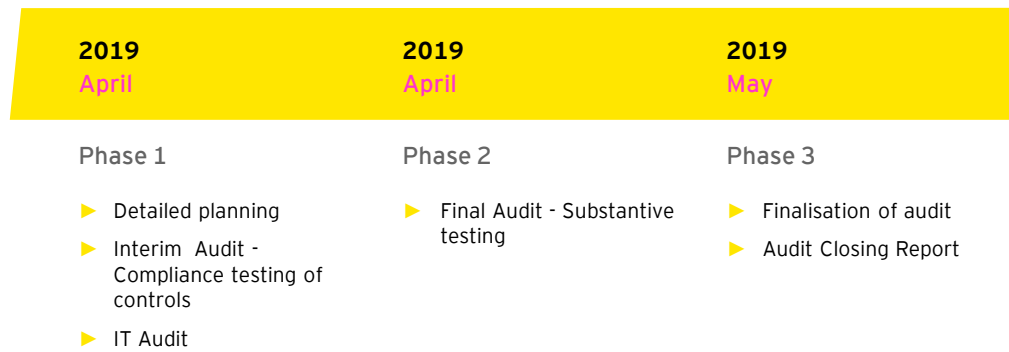 2019
April
2019
April
2019
May
Phase 1
Phase 2
Phase 3
Detailed planning
Interim Audit -
Compliance testing of
controls
IT Audit
Final Audit - Substantive
testing
Finalisation of audit
Audit Closing Report